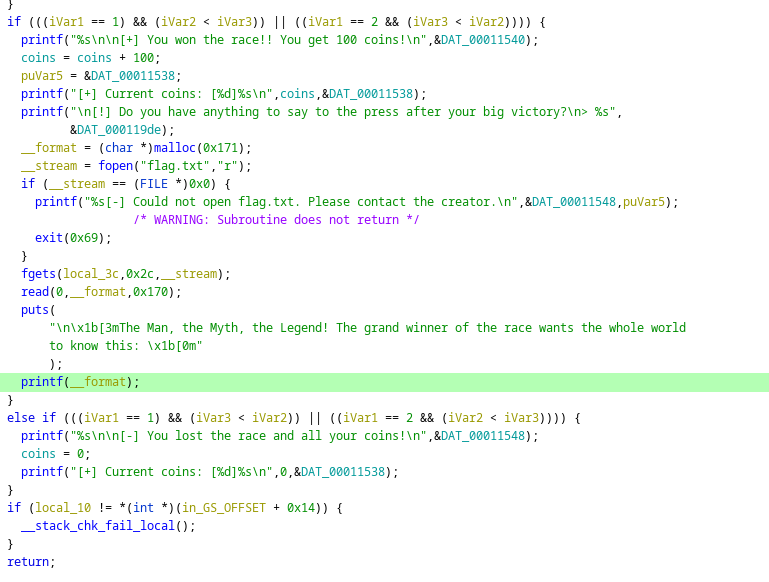 }
if (((iVar1 == 1) && (iVar2 < iVar3)) || ((iVar1 == 2 && (iVar3 < iVar2)))) {
  printf("%s\n\n[+] You won the race!! You get 100 coins!\n",&DAT_00011540);
  coins = coins + 100;
  puVar5 = &DAT_00011538;
  printf("[+] Current coins: [%d]%s\n",coins,&DAT_00011538);
  printf("\n[!] Do you have anything to say to the press after your big victory?\n> %s",
         &DAT_000119de);
  __format = (char *)malloc(0x171);
  __stream = fopen("flag.txt","r");
  if (__stream == (FILE *)0x0) {
    printf("%s[-] Could not open flag.txt. Please contact the creator.\n",&DAT_00011548,puVar5);
                  /* WARNING: Subroutine does not return */
    exit(0x69);
  }
  fgets(local_3c,0x2c,__stream);
  read(0,__format,0x170);
  puts(
      "\n\x1b[3mThe Man, the Myth, the Legend! The grand winner of the race wants the whole world
      to know this: \x1b[0m"
      );
  printf(__format);
}
else if (((iVar1 == 1) && (iVar3 < iVar2)) || ((iVar1 == 2 && (iVar2 < iVar3)))) {
  printf("%s\n\n[-] You lost the race and all your coins!\n",&DAT_00011548);
  coins = 0;
  printf("[+] Current coins: [%d]%s\n",0,&DAT_00011538);
}
if (local_10 != *(int *)(in_GS_OFFSET + 0x14)) {
  __stack_chk_fail_local();
}
return;